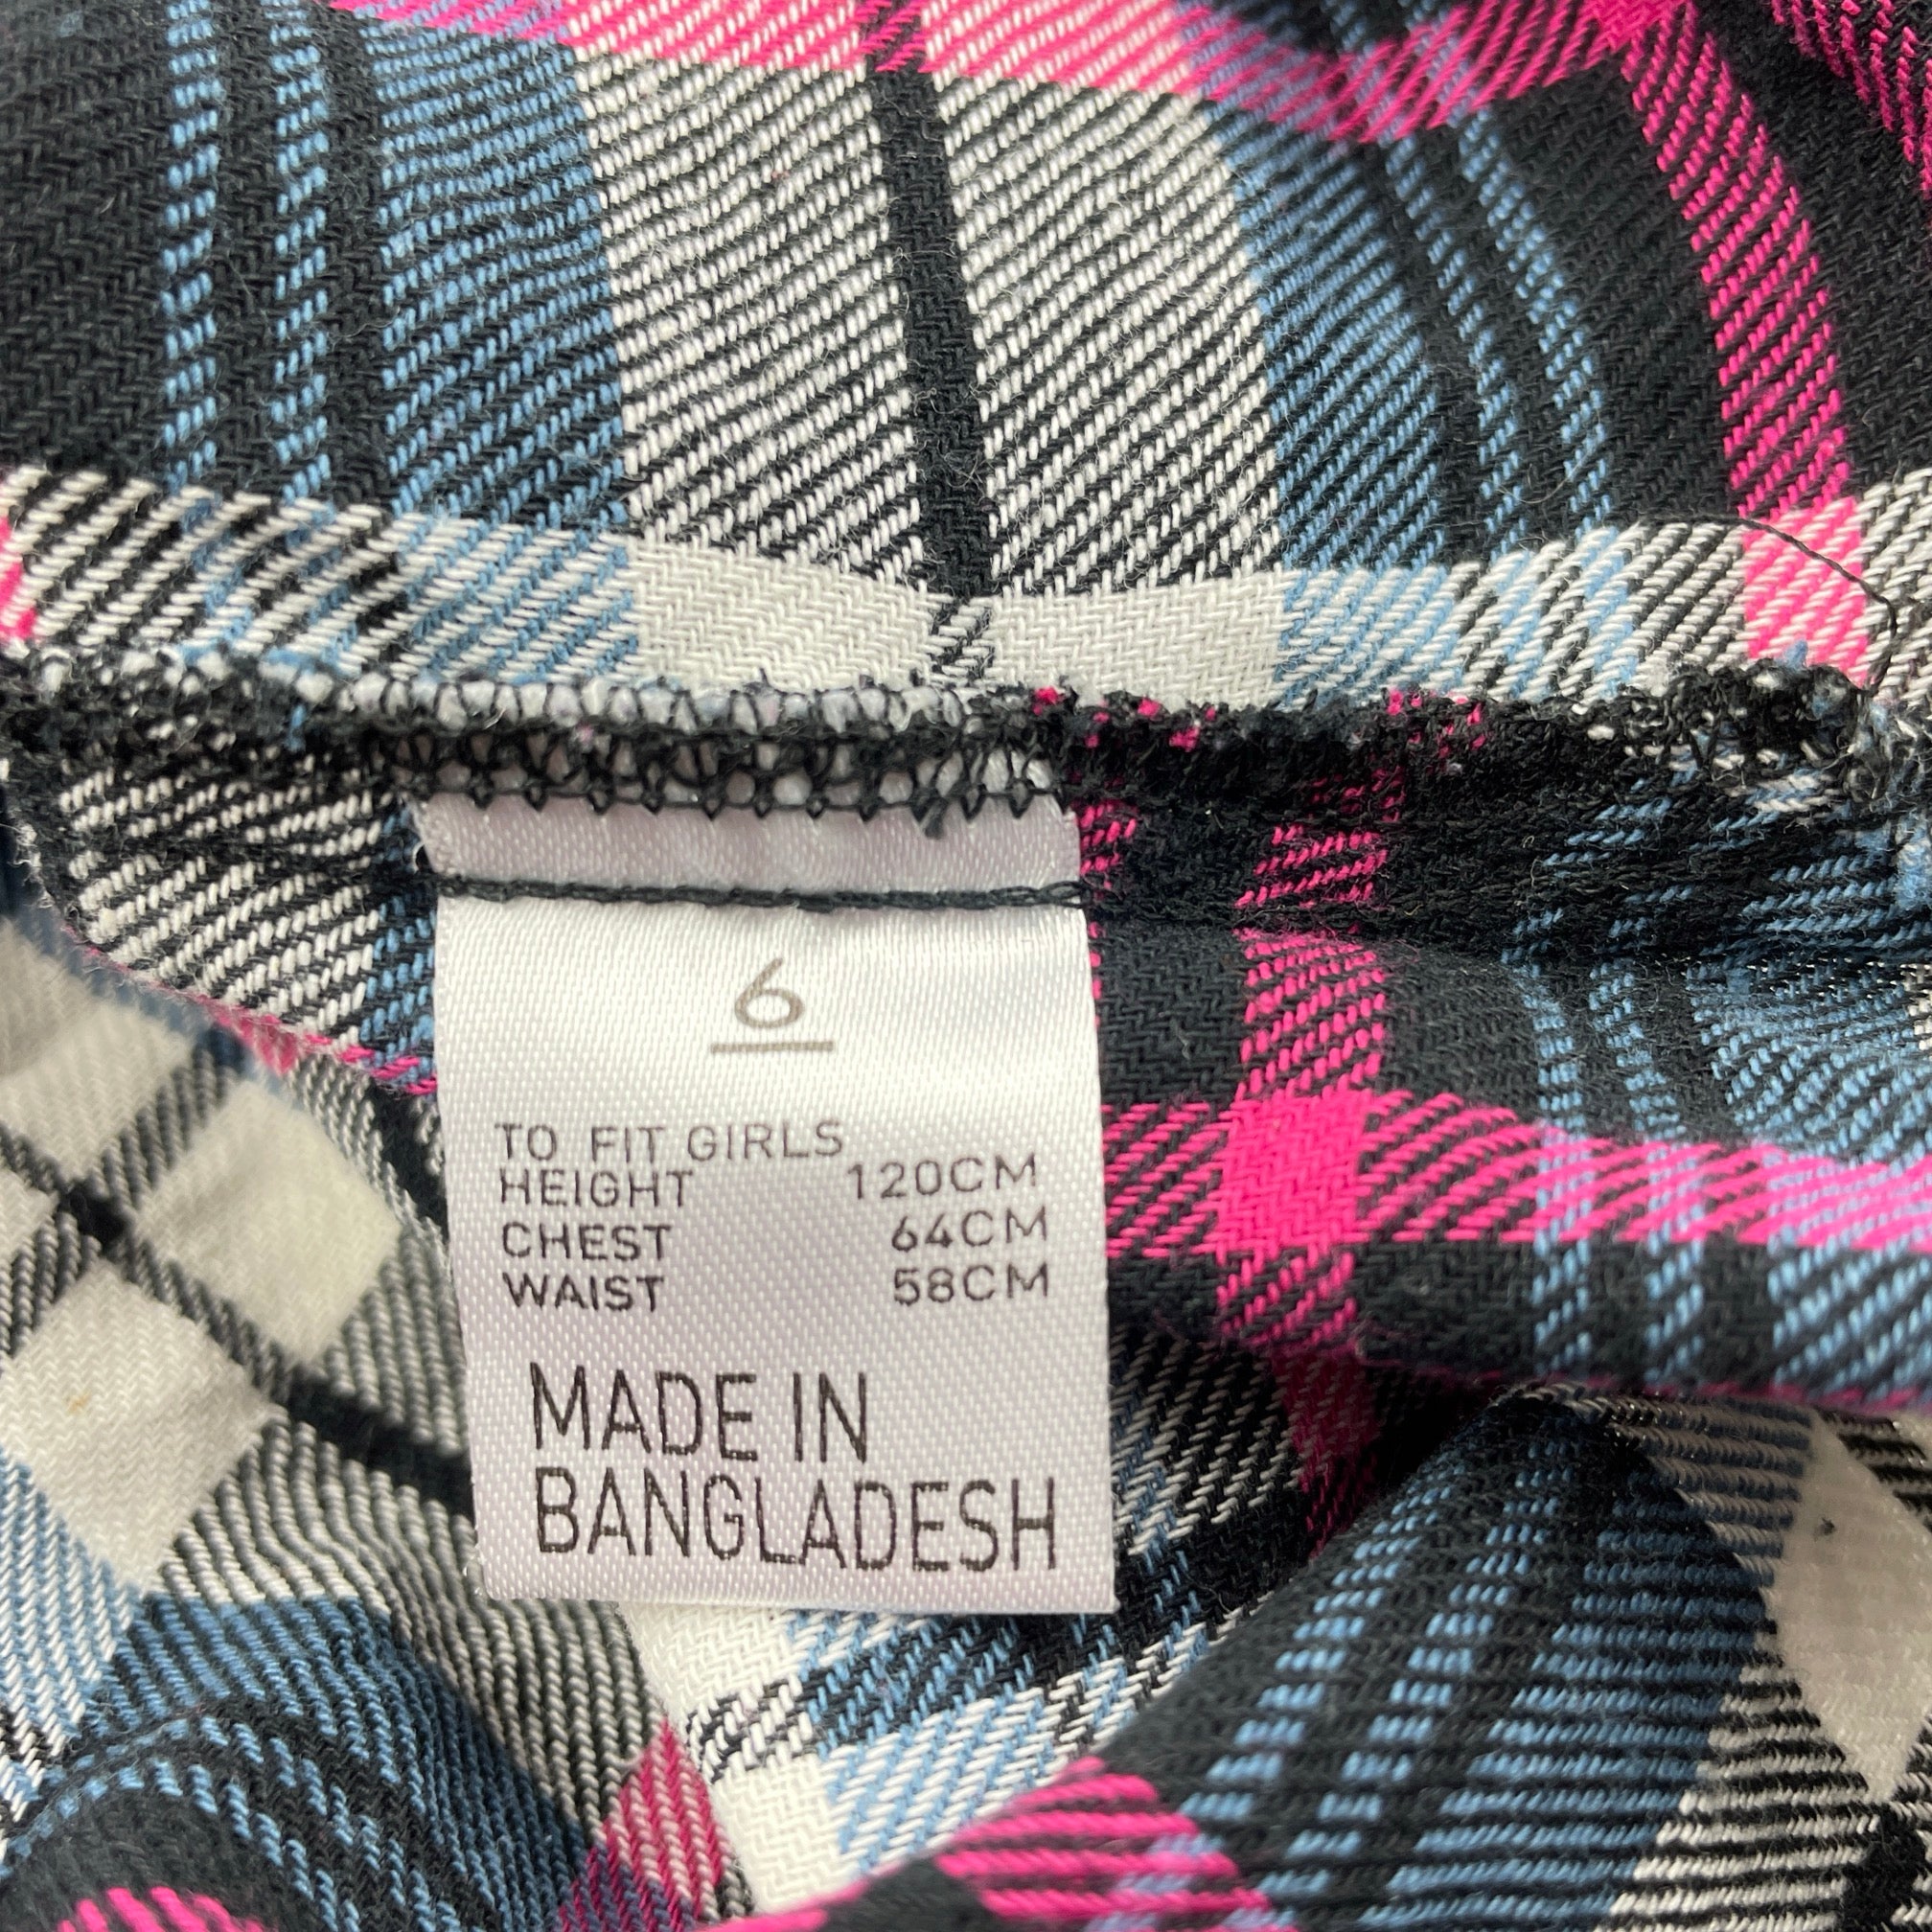 6
TO FIT GIRLS
HEIGHT 120CM
CHEST 64CM
WAIST 58CM
MADE IN
BANGLADESH